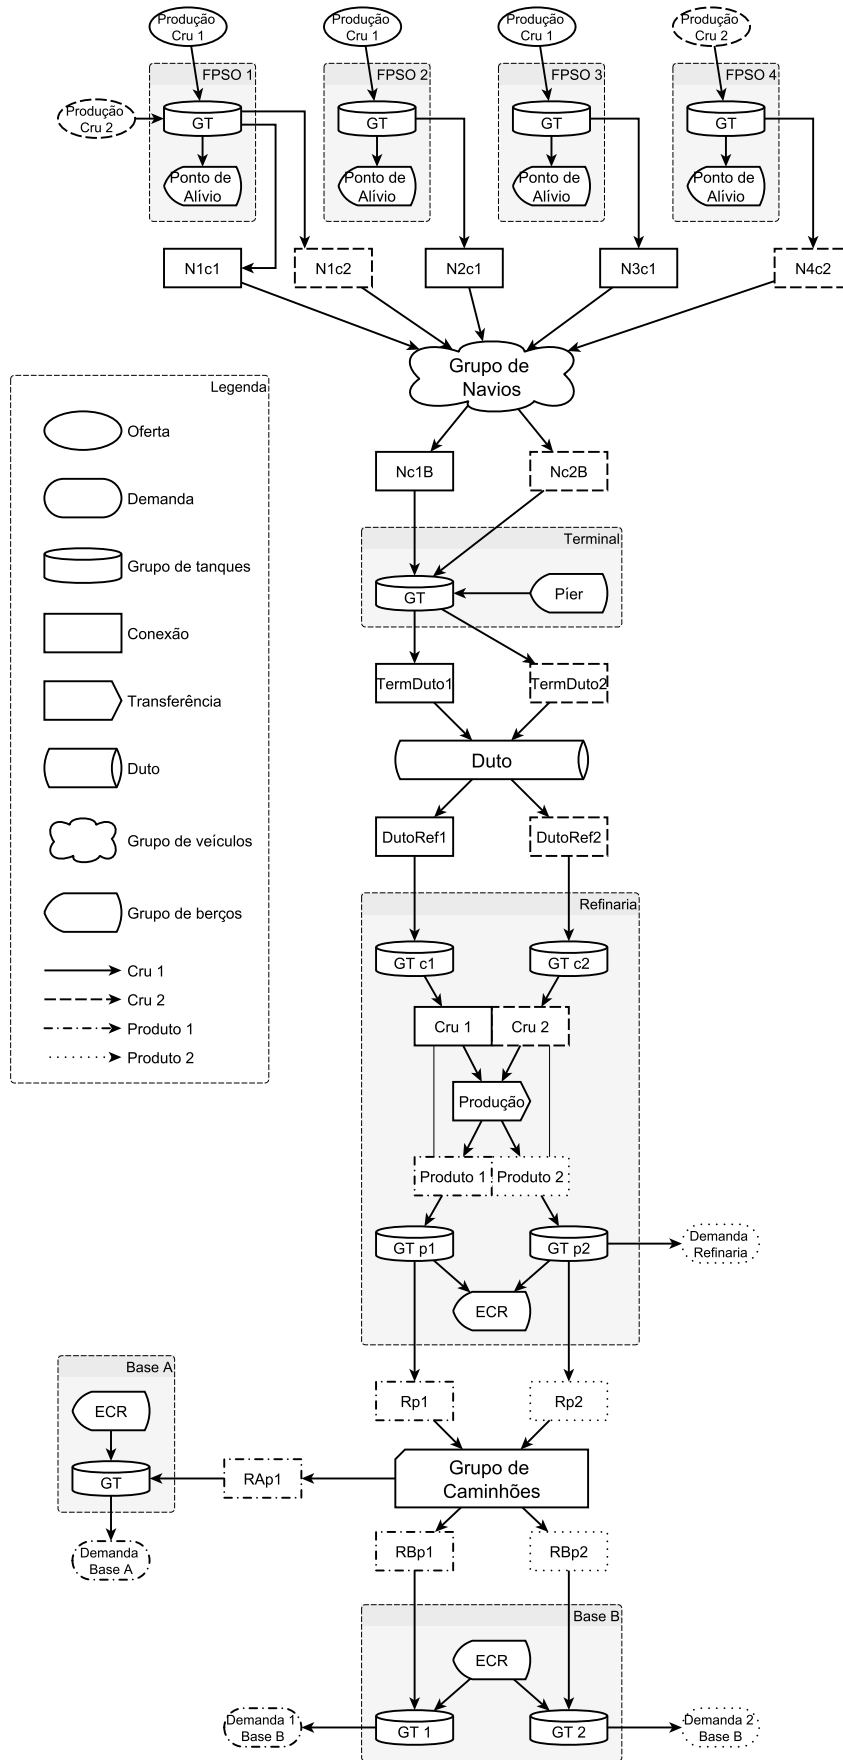 Produção
Cru 1
Produção
Cru 1
Produção
Cru 1
Produção
Cru 2
FPSO 1
FPSO 2
FPSO 3
FPSO 4
Produção
Cru 2
GT
GT
GT
GT
Ponto de
Alívio
Ponto de
Alívio
Ponto de
Alívio
Ponto de
Alívio
N1c1
N1c2
N2c1
N3c1
N4c2
Grupo de
Navios
Legenda
Oferta
Demanda
Grupo de tanques
Conexão
Transferência
Duto
Grupo de veículos
Grupo de berços
Cru 1
Cru 2
Produto 1
Produto 2
Nc1B
Nc2B
Terminal
GT
Píer
TermDuto1
TermDuto2
Duto
DutoRef1
DutoRef2
Refinaria
GT c1
GT c2
Cru 1
Cru 2
Produção
Produto 1
Produto 2
GT p1
GT p2
Demanda
Refinaria
ECR
Base A
ECR
GT
Demanda
Base A
Rp1
Rp2
RAp1
Grupo de
Caminhões
RBp1
RBp2
Base B
ECR
Demanda 1
Base B
GT 1
GT 2
Demanda 2
Base B